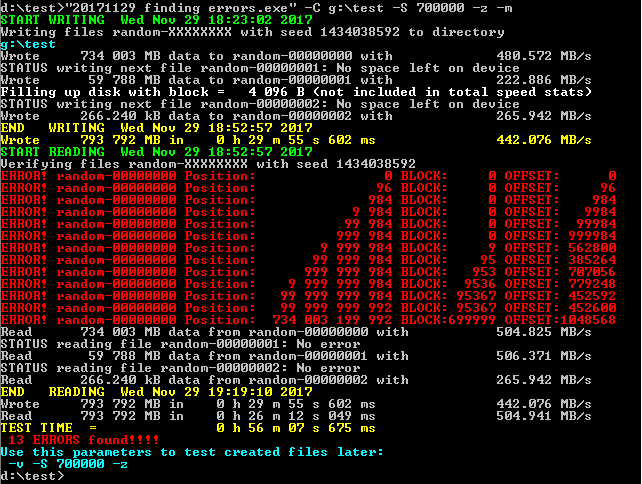 d:\test>"20171129 finding errors.exe" -C g:\test -S 700000 -z -m
START WRITING  Wed Nov 29 18:23:02 2017
Writing files random-XXXXXXXX with seed 1434038592 to directory
g:\test
Wrote 734 003 MB data to random-00000000 with 480.572 MB/s
STATUS writing next file random-00000001: No space left on device
Wrote 59 788 MB data to random-00000001 with 222.886 MB/s
Filling up disk with block = 4 096 B (not included in total speed stats)
STATUS writing next file random-00000002: No space left on device
Wrote 266.240 kB data to random-00000002 with 265.942 MB/s
END WRITING Wed Nov 29 18:52:57 2017
Wrote 793 792 MB in 0 h 29 m 55 s 602 ms 442.076 MB/s
START READING Wed Nov 29 18:52:57 2017
Verifying files random-XXXXXXXX with seed 1434038592
ERROR! random-00000000 Position: 0 BLOCK: 0 OFFSET: 0
ERROR! random-00000000 Position: 96 BLOCK: 0 OFFSET: 96
ERROR! random-00000000 Position: 984 BLOCK: 0 OFFSET: 984
ERROR! random-00000000 Position: 9 984 BLOCK: 0 OFFSET: 9984
ERROR! random-00000000 Position: 99 984 BLOCK: 0 OFFSET: 99984
ERROR! random-00000000 Position: 999 984 BLOCK: 0 OFFSET: 999984
ERROR! random-00000000 Position: 9 999 984 BLOCK: 9 OFFSET: 562800
ERROR! random-00000000 Position: 99 999 984 BLOCK: 95 OFFSET: 385264
ERROR! random-00000000 Position: 999 999 984 BLOCK: 953 OFFSET: 707056
ERROR! random-00000000 Position: 9 999 999 984 BLOCK: 9536 OFFSET: 779248
ERROR! random-00000000 Position: 99 999 999 984 BLOCK: 95367 OFFSET: 452592
ERROR! random-00000000 Position: 99 999 999 992 BLOCK: 95367 OFFSET: 452600
ERROR! random-00000000 Position: 734 003 199 992 BLOCK:699999 OFFSET:1048568
Read 734 003 MB data from random-00000000 with 504.825 MB/s
STATUS reading file random-00000001: No error
Read 59 788 MB data from random-00000001 with 506.371 MB/s
STATUS reading file random-00000002: No error
Read 266.240 kB data from random-00000002 with 265.942 MB/s
END READING Wed Nov 29 19:19:10 2017
Wrote 793 792 MB in 0 h 29 m 55 s 602 ms 442.076 MB/s
Read 793 792 MB in 0 h 26 m 12 s 049 ms 504.941 MB/s
TEST TIME = 0 h 56 m 07 s 675 ms
13 ERRORS found!!!!
Use this parameters to test created files later:
-v -S 700000 -z
d:\test>